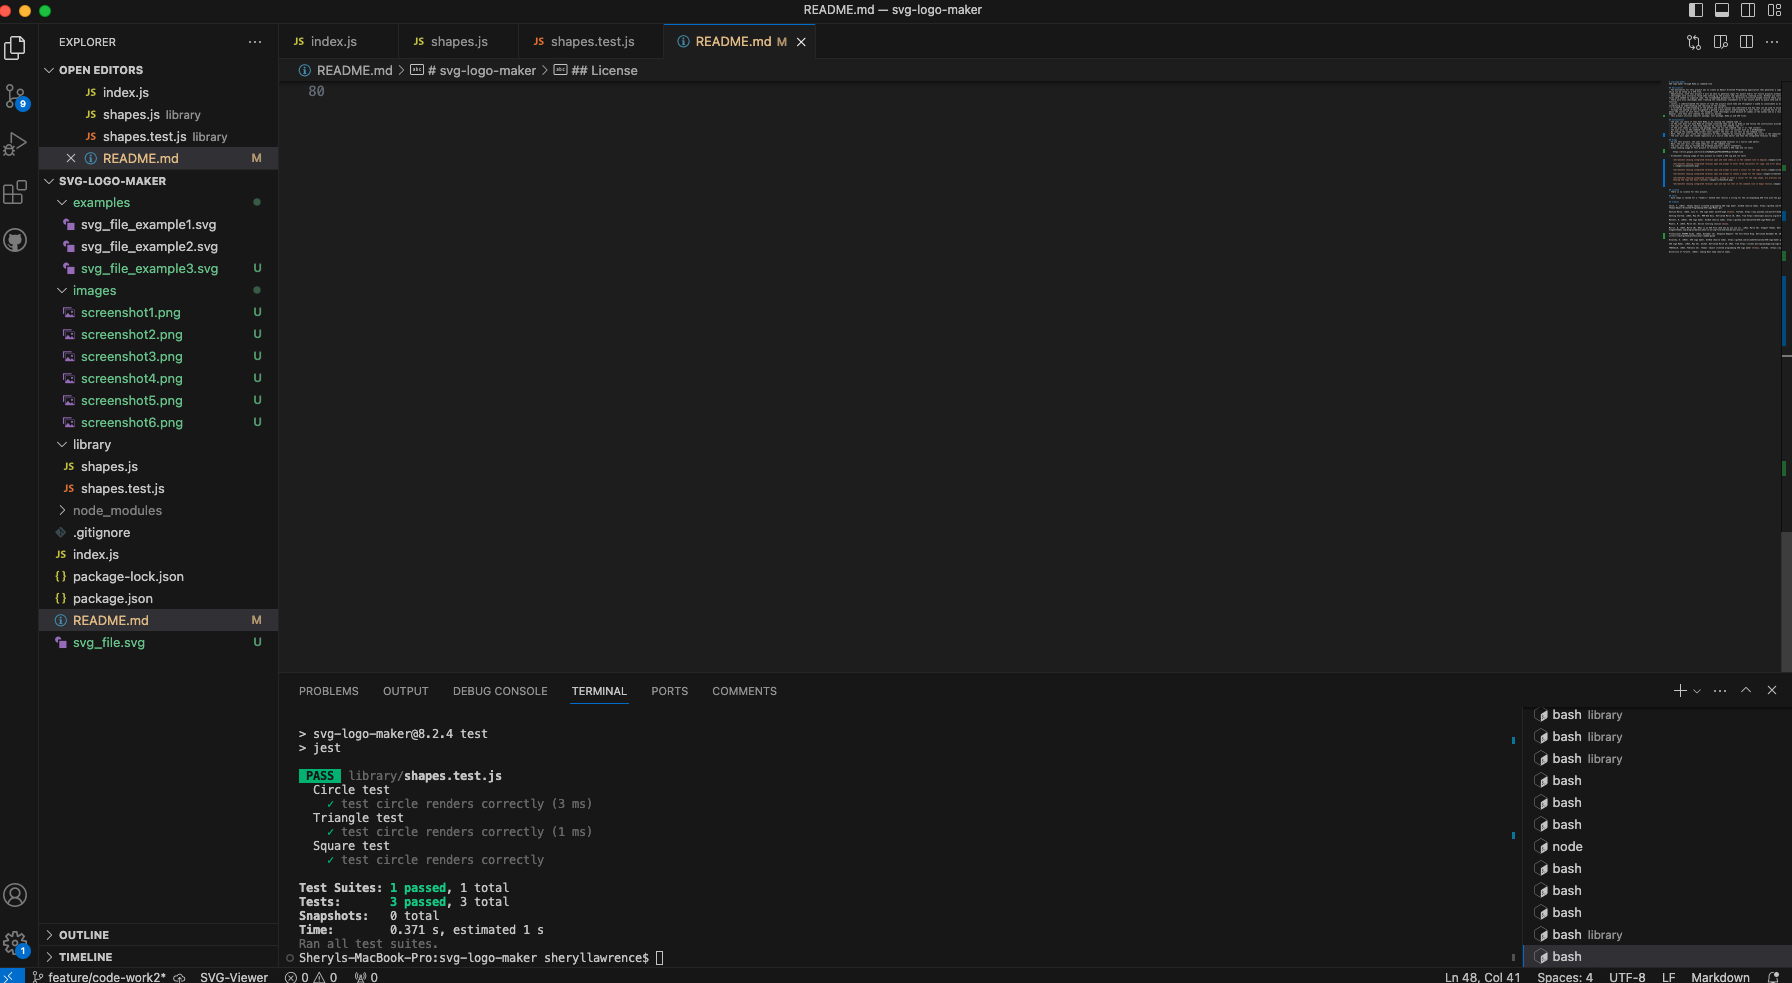 README.md — svg-logo-maker
EXPLORER
OPEN EDITORS
JS index.js
JS shapes.js library
JS shapes.test.js library
README.md M
SVG-LOGO-MAKER
examples
svg_file_example1.svg
svg_file_example2.svg
svg_file_example3.svg U
images
screenshot1.png U
screenshot2.png U
screenshot3.png U
screenshot4.png U
screenshot5.png U
screenshot6.png U
library
JS shapes.js
JS shapes.test.js
node_modules
.gitignore
JS index.js
{} package-lock.json
{} package.json
README.md M
svg_file.svg U
OUTLINE
TIMELINE
9
1
JS index.js JS shapes.js JS shapes.test.js README.md M
README.md > # svg-logo-maker > ## License
80
PROBLEMS OUTPUT DEBUG CONSOLE TERMINAL PORTS COMMENTS
> svg-logo-maker@8.2.4 test
> jest
PASS library/shapes.test.js
Circle test
✓ test circle renders correctly (3 ms)
Triangle test
✓ test circle renders correctly (1 ms)
Square test
✓ test circle renders correctly
Test Suites: 1 passed, 1 total
Tests: 3 passed, 3 total
Snapshots: 0 total
Time: 0.371 s, estimated 1 s
Ran all test suites.
Sheryls-MacBook-Pro:svg-logo-maker sheryllawrence$
bash library
bash library
bash library
bash
bash
bash
node
bash
bash
bash
bash library
bash
feature/code-work2* SVG-Viewer 0 0 0 Ln 48, Col 41 Spaces: 4 UTF-8 LF Markdown